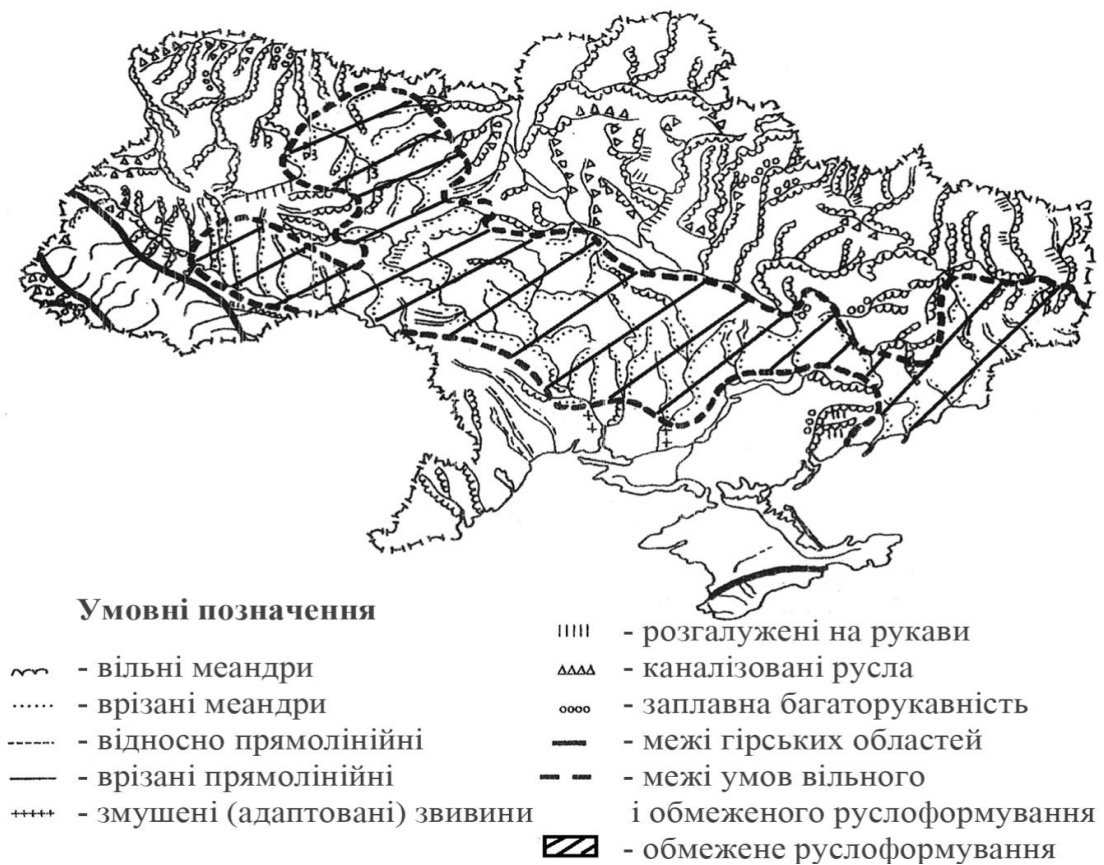 Умовні позначення
- вільні меандри
- врізані меандри
- відносно прямолінійні
- врізані прямолінійні
- змушені (адаптовані) звивини
- розгалужені на рукави
- каналізовані русла
- заплавна багаторукавність
- межі гірських областей
- межі умов вільного
і обмеженого руслоформування
- обмежене руслоформування